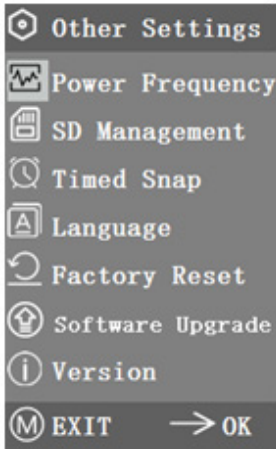 Other Settings
Power Frequency
SD Management
Timed Snap
A Language
Factory Reset
Software Upgrade
i Version
M EXIT → OK